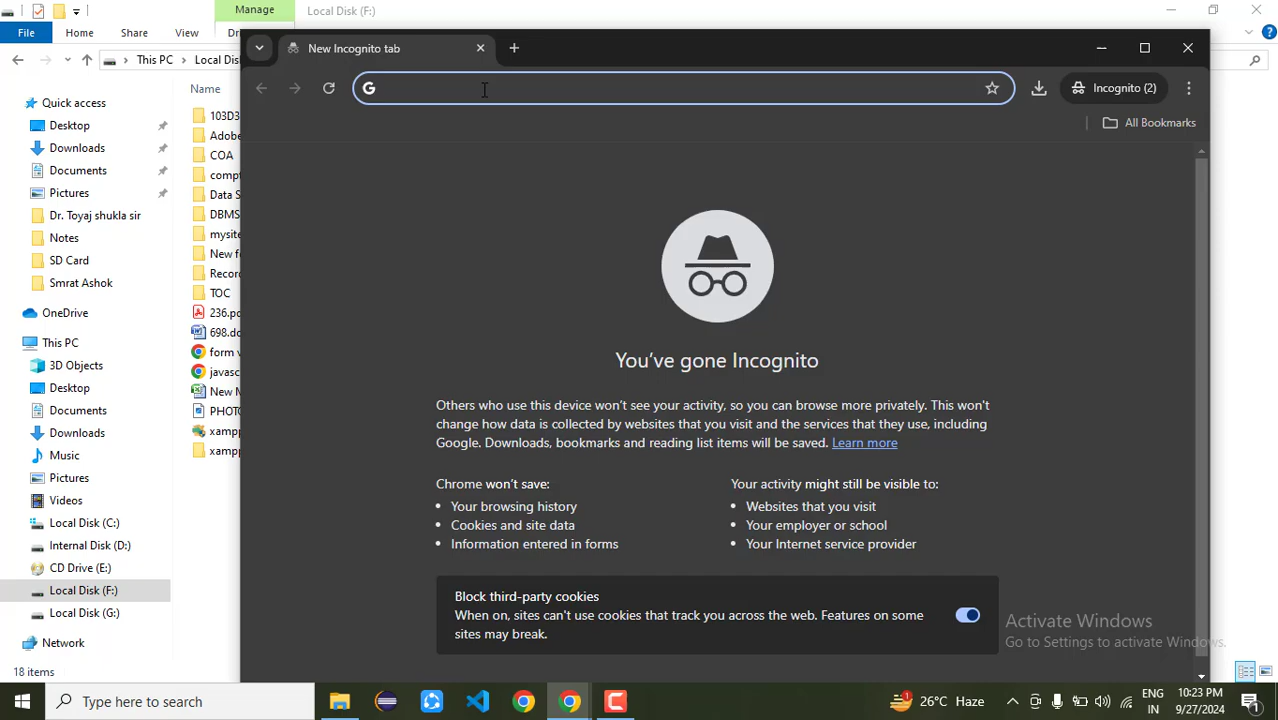 Manage
Local Disk (F:)
File
Home
Share
View
This PC
Name
Quick access
Desktop
Downloads
Documents
Pictures
Dr. Toyaj shukla sir
Notes
SD Card
Smrat Ashok
OneDrive
This PC
3D Objects
Desktop
Documents
Downloads
Music
Pictures
Videos
Local Disk (C:)
Internal Disk (D:)
CD Drive (E:)
Local Disk (F:)
Local Disk (G:)
Network
18 items
103D3
Adobe
COA
Data S
DBMS
TOC
236.p
New Incognito tab
Incognito (2)
All Bookmarks
You've gone Incognito
Others who use this device won't see your activity, so you can browse more privately. This won't
change how data is collected by websites that you visit and the services that they use, including
Google. Downloads, bookmarks and reading list items will be saved. Learn more
Chrome won't save:
• Your browsing history
• Cookies and site data
• Information entered in forms
Your activity might still be visible to:
• Websites that you visit
• Your employer or school
• Your Internet service provider
Block third-party cookies
When on, sites can't use cookies that track you across the web. Features on some
sites may break.
Activate Windows
Go to Settings to activate Windows.
Type here to search
1
26°C Haze
ENG
IN
10:23 PM
9/27/2024
1